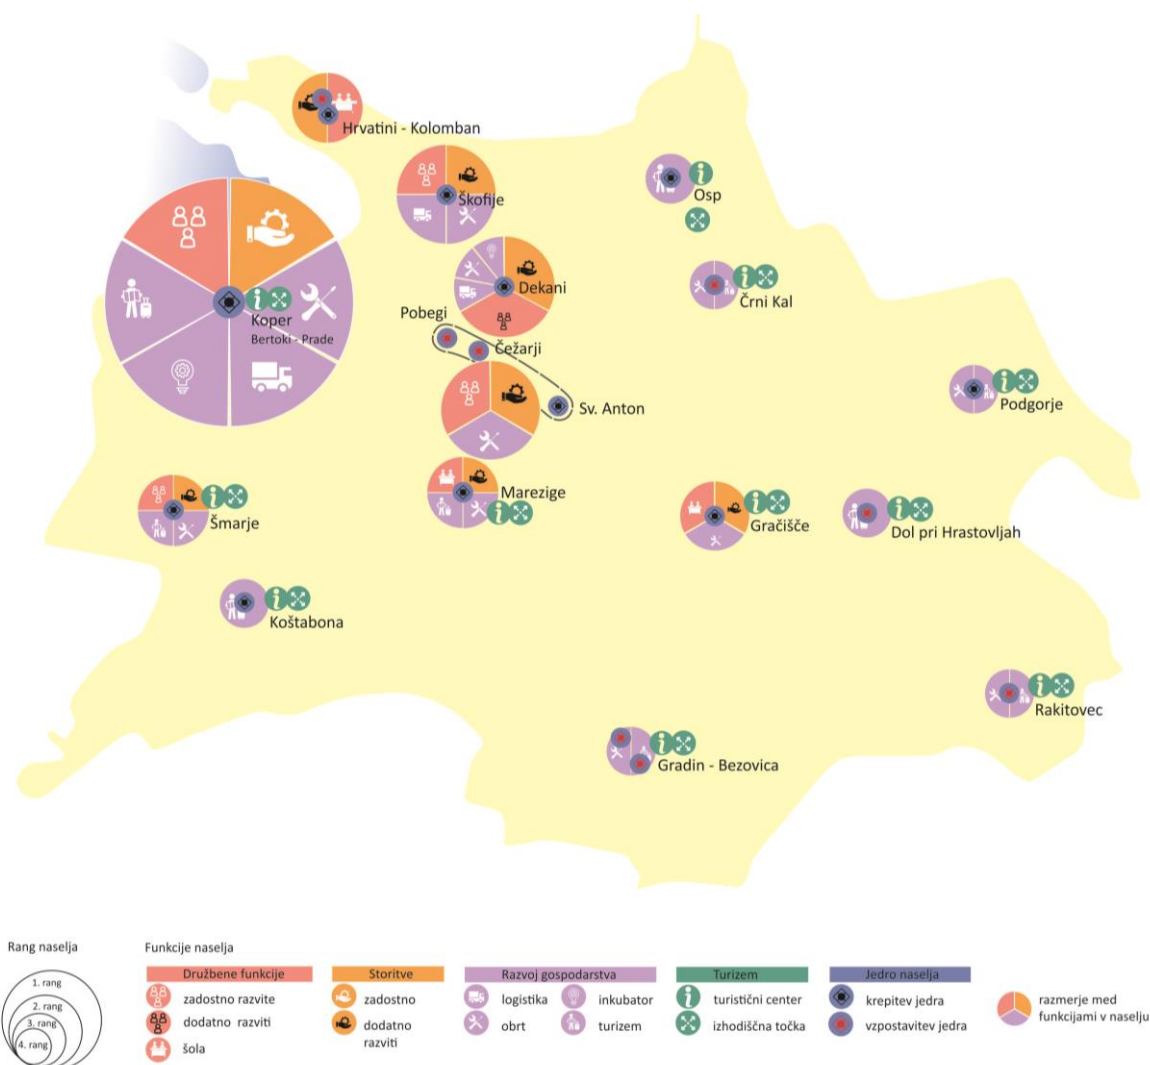 Hrvatini - Kolomban
Škofije
Osp
Dekani
Črni Kal
Koper
Bertoki - Prade
Pobegi
Čežarji
Sv. Anton
Podgorje
Marezige
Šmarje
Gračišče
Dol pri Hrastovljah
Koštabona
Rakitovec
Gradin - Bezovica
Rang naselja
1. rang
2. rang
3. rang
4. rang
Funkcije naselja
Družbene funkcije
zadostno razvite
dodatno razviti
šola
Storitve
zadostno
dodatno
razviti
Razvoj gospodarstva
logistika
inkubator
obrt
turizem
Turizem
turistični center
izhodiščna točka
Jedro naselja
krepitev jedra
vzpostavitev jedra
razmerje med
funkcijami v naselju